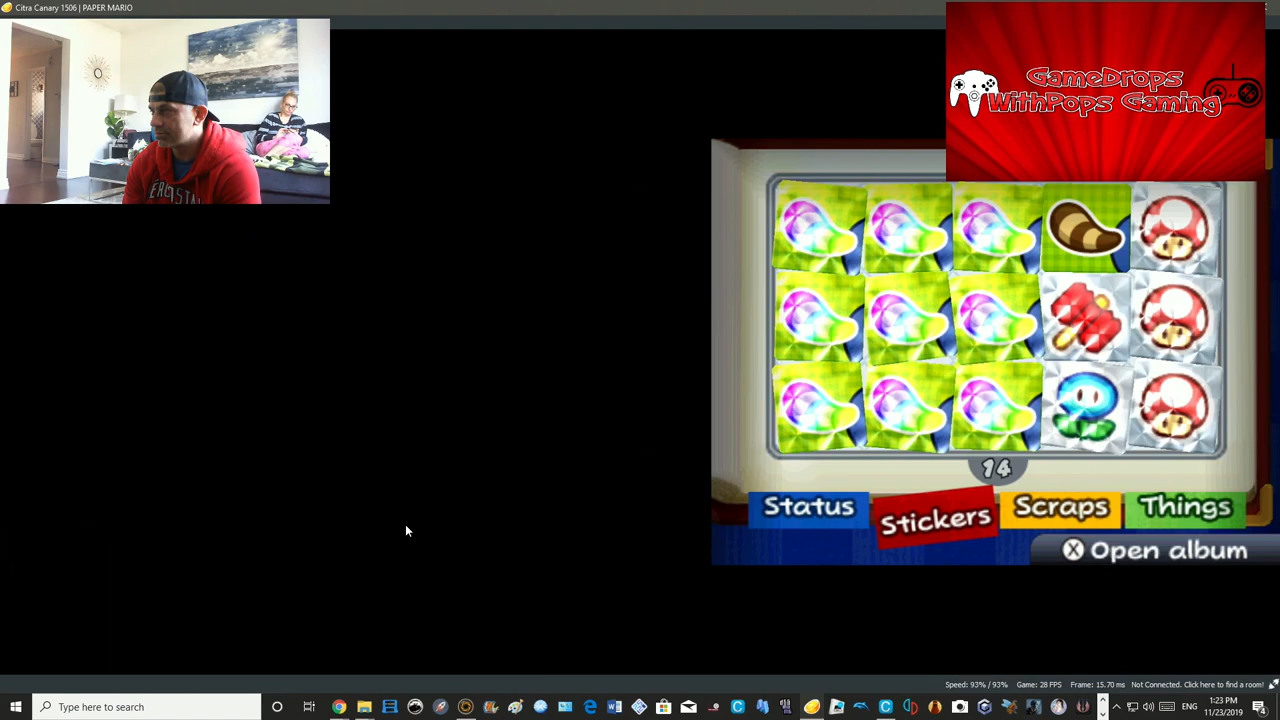 Citra Canary 1506 | PAPER MARIO
GameDrops
WithPops Gaming
14
Status
Stickers
Scraps
Things
X Open album
Speed: 93% / 93% Game: 28 FPS Frame: 15.70 ms Not Connected. Click here to find a room!
Type here to search
ENG
1:23 PM
11/23/2019
4